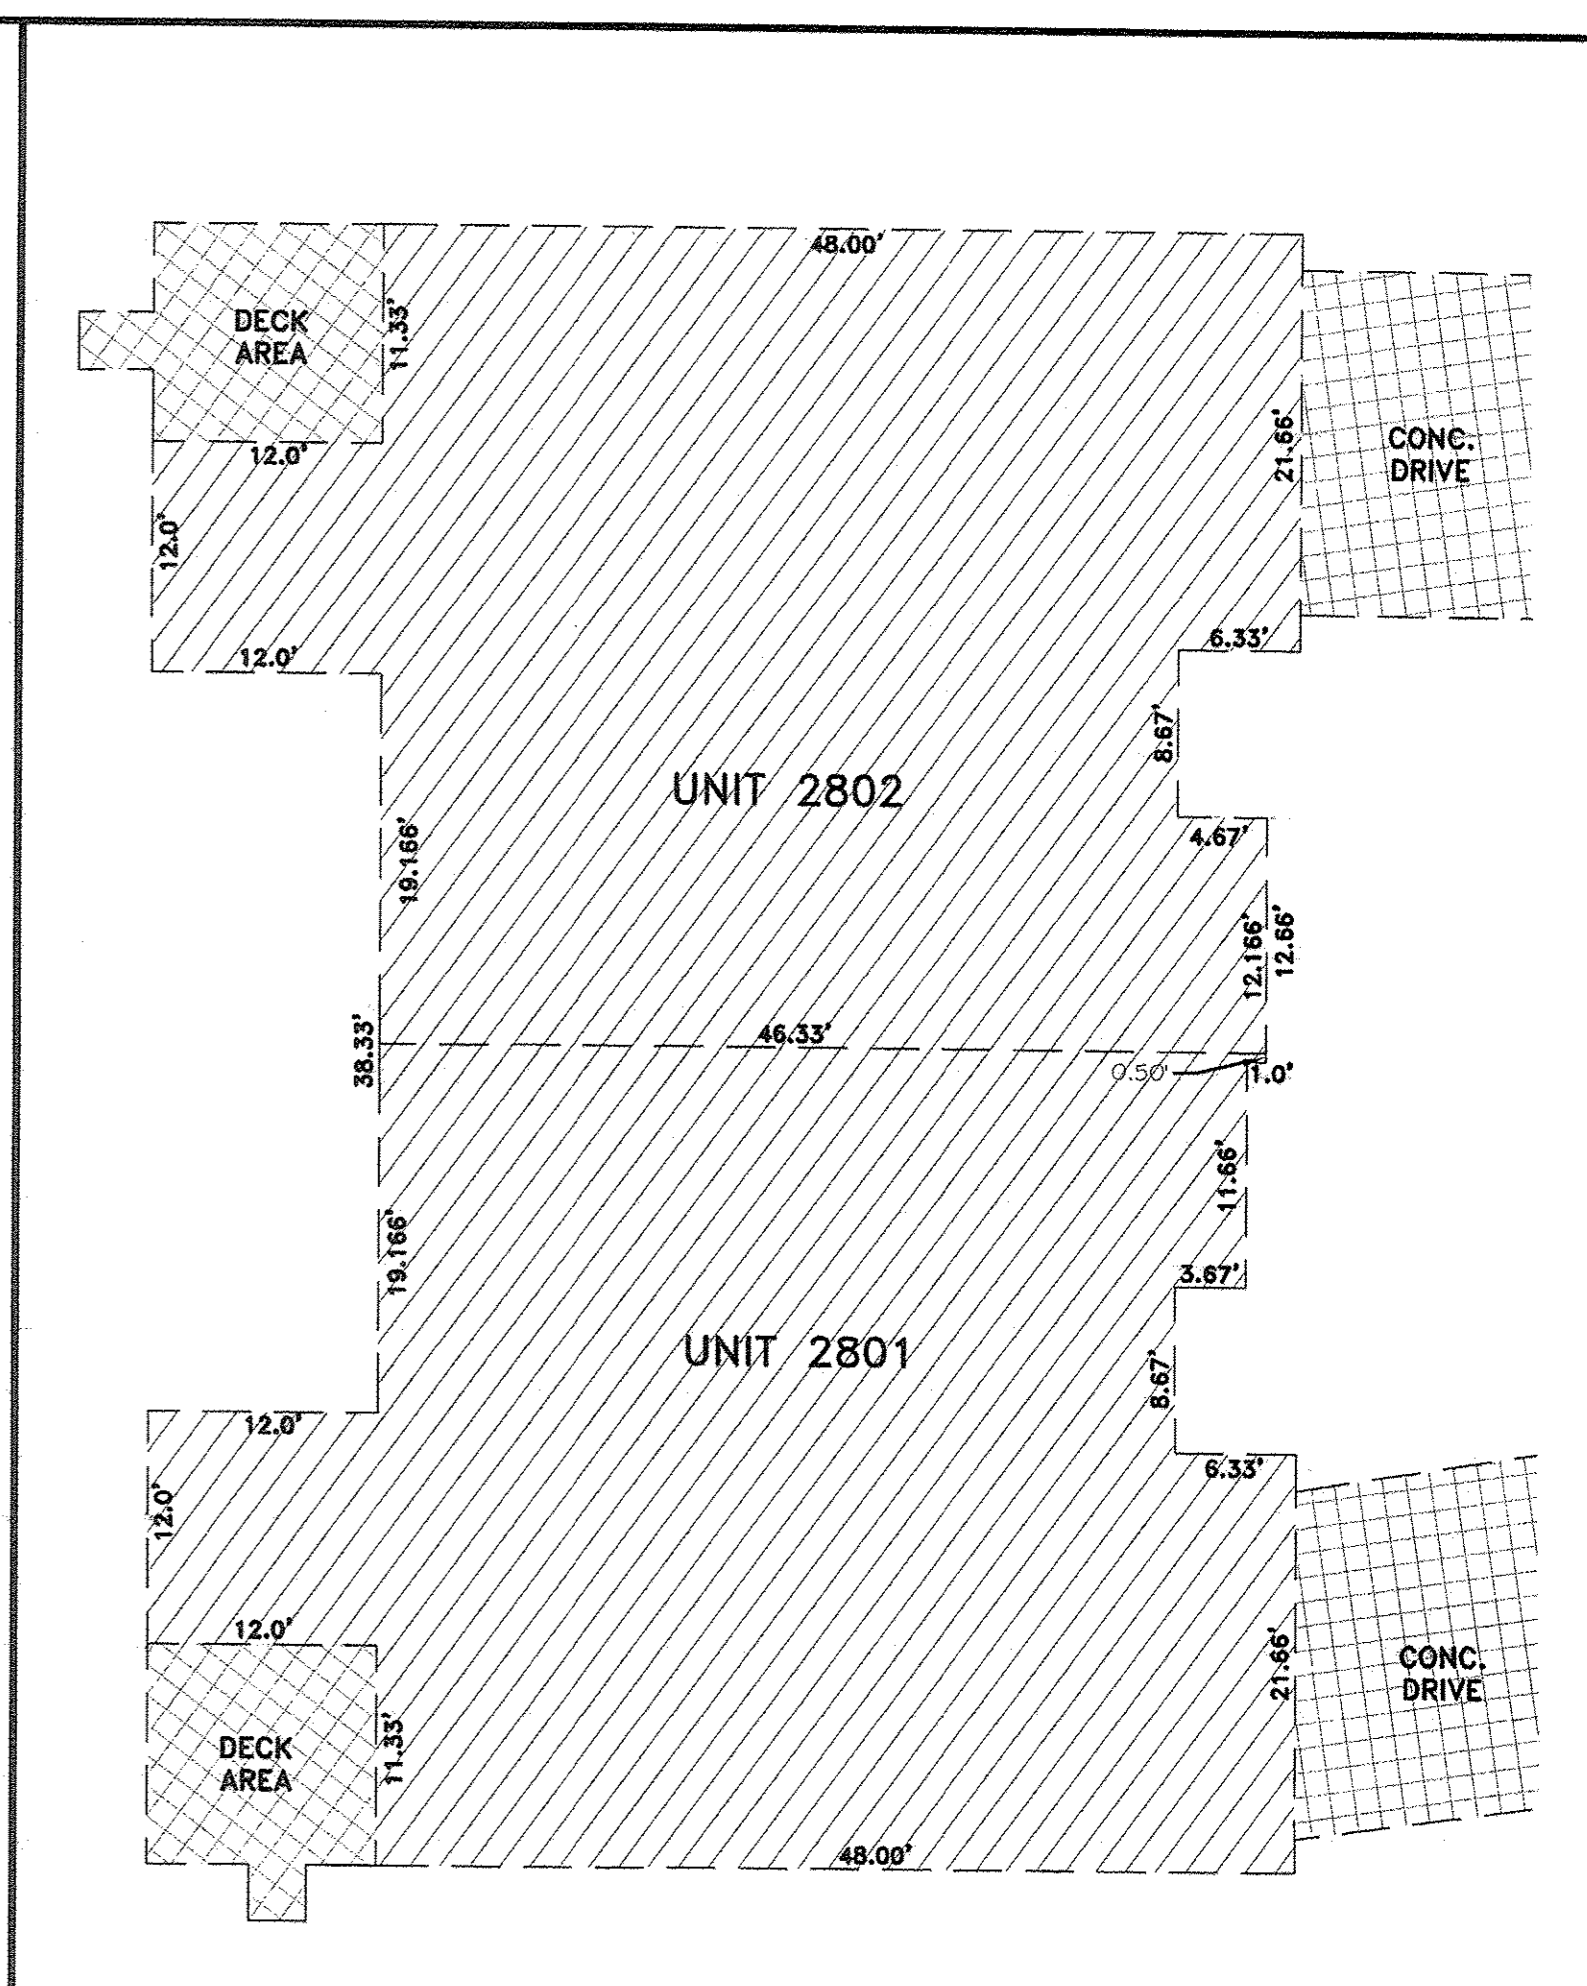 48.00'
DECK
AREA
11.33'
12.0'
21.66'
CONC.
DRIVE
12.0'
12.0'
6.33'
8.67'
UNIT 2802
4.67'
19.166'
12.166'
12.66'
46.33'
38.33'
0.50'
1.0'
11.66'
19.166'
3.67'
UNIT 2801
8.67'
12.0'
6.33'
12.0'
12.0'
21.66'
CONC.
DRIVE
DECK
AREA
11.33'
48.00'